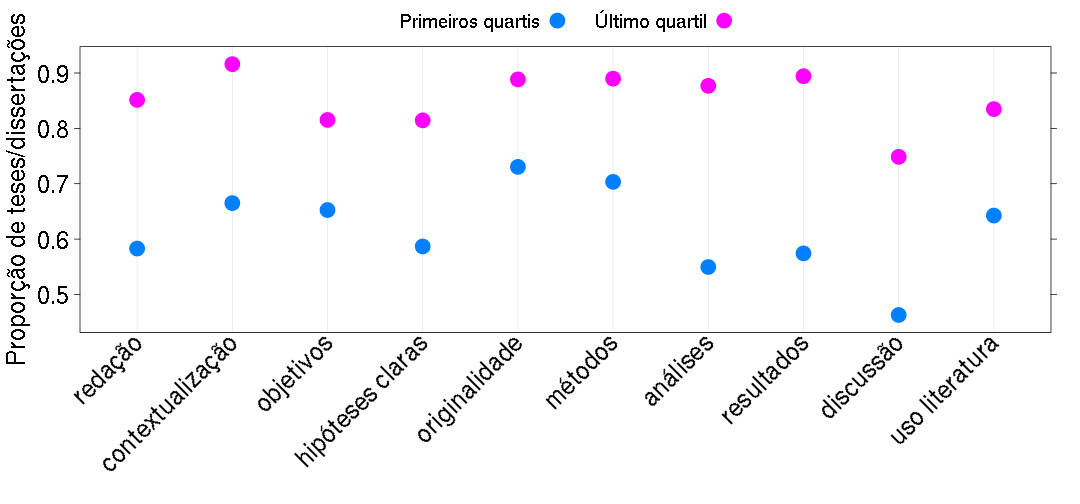 Primeiros quartis
Último quartil
Proporção de teses/dissertações
0.9
0.8
0.7
0.6
0.5
redação
contextualização
objetivos
hipóteses claras
originalidade
métodos
análises
resultados
discussão
uso literatura